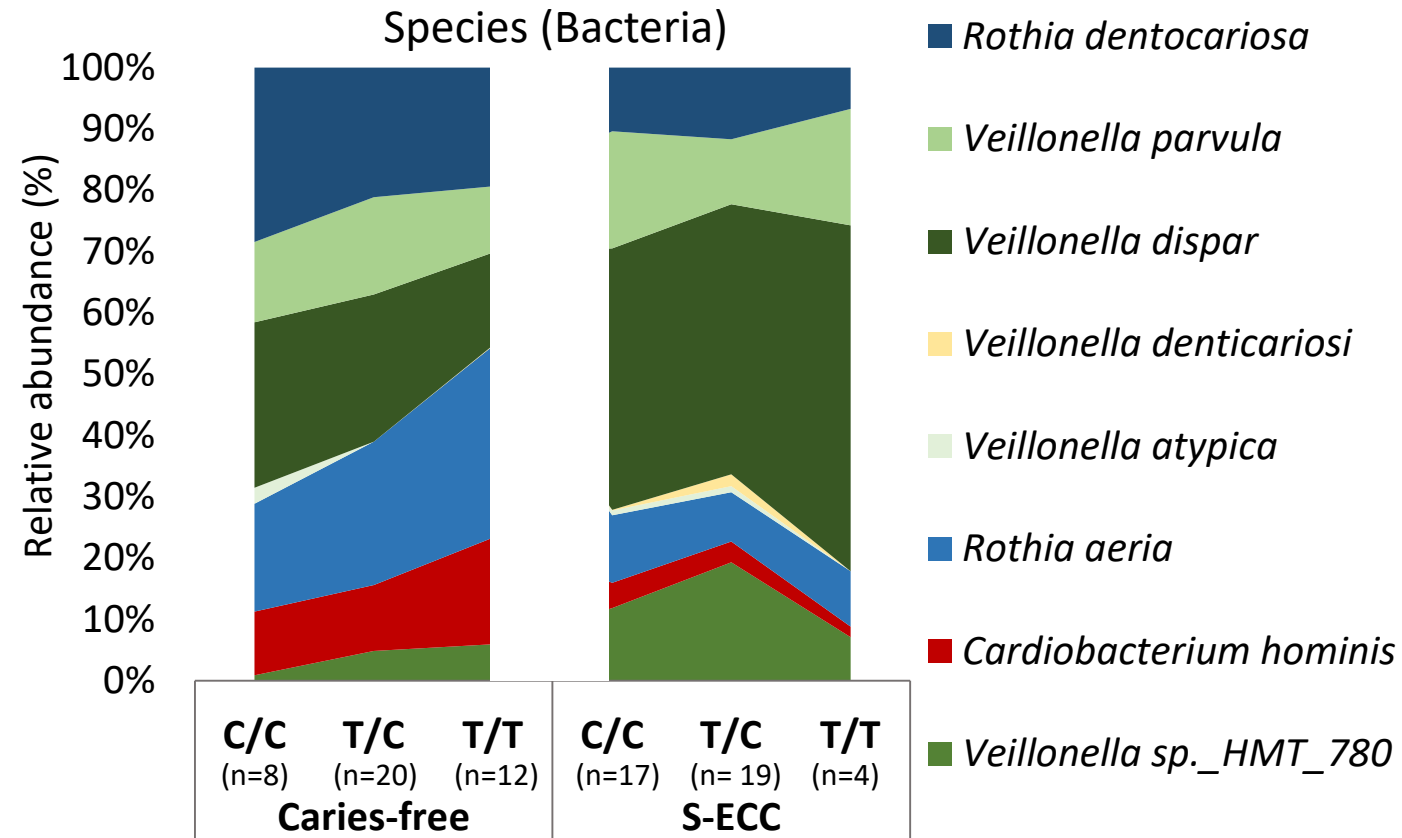 Species (Bacteria)
Relative abundance (%)
100%
90%
80%
70%
60%
50%
40%
30%
20%
10%
0%
C/C T/C T/T C/C T/C T/T
(n=8) (n=20) (n=12) (n=17) (n= 19) (n=4)
Caries-free S-ECC
Rothia dentocariosa
Veillonella parvula
Veillonella dispar
Veillonella denticariosi
Veillonella atypica
Rothia aeria
Cardiobacterium hominis
Veillonella sp._HMT_780